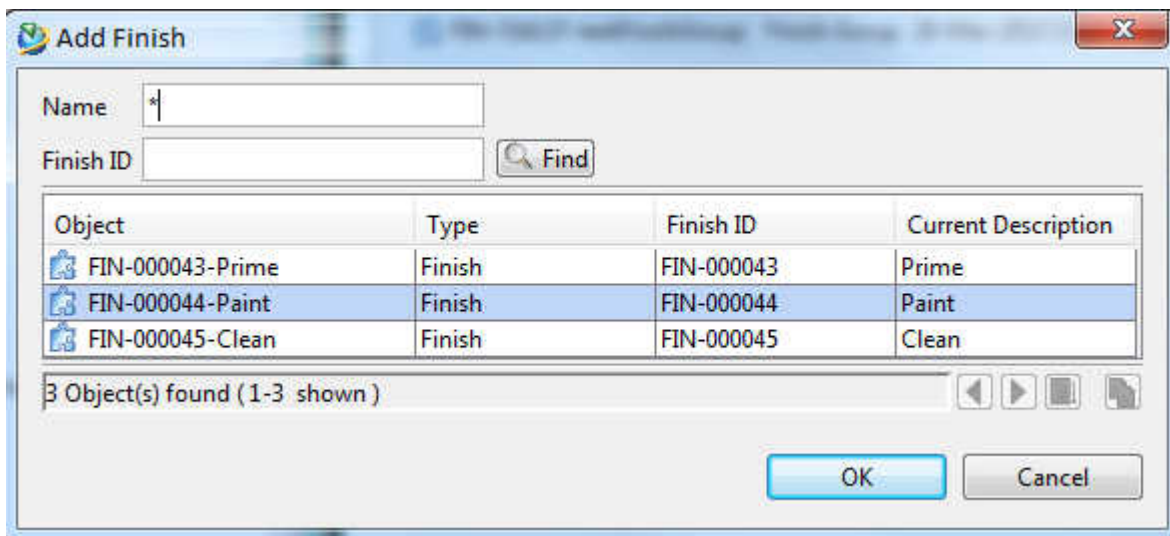 Add Finish
Name *
Finish ID Find
Object Type Finish ID Current Description
FIN-000043-Prime Finish FIN-000043 Prime
FIN-000044-Paint Finish FIN-000044 Paint
FIN-000045-Clean Finish FIN-000045 Clean
3 Object(s) found ( 1-3 shown )
OK Cancel